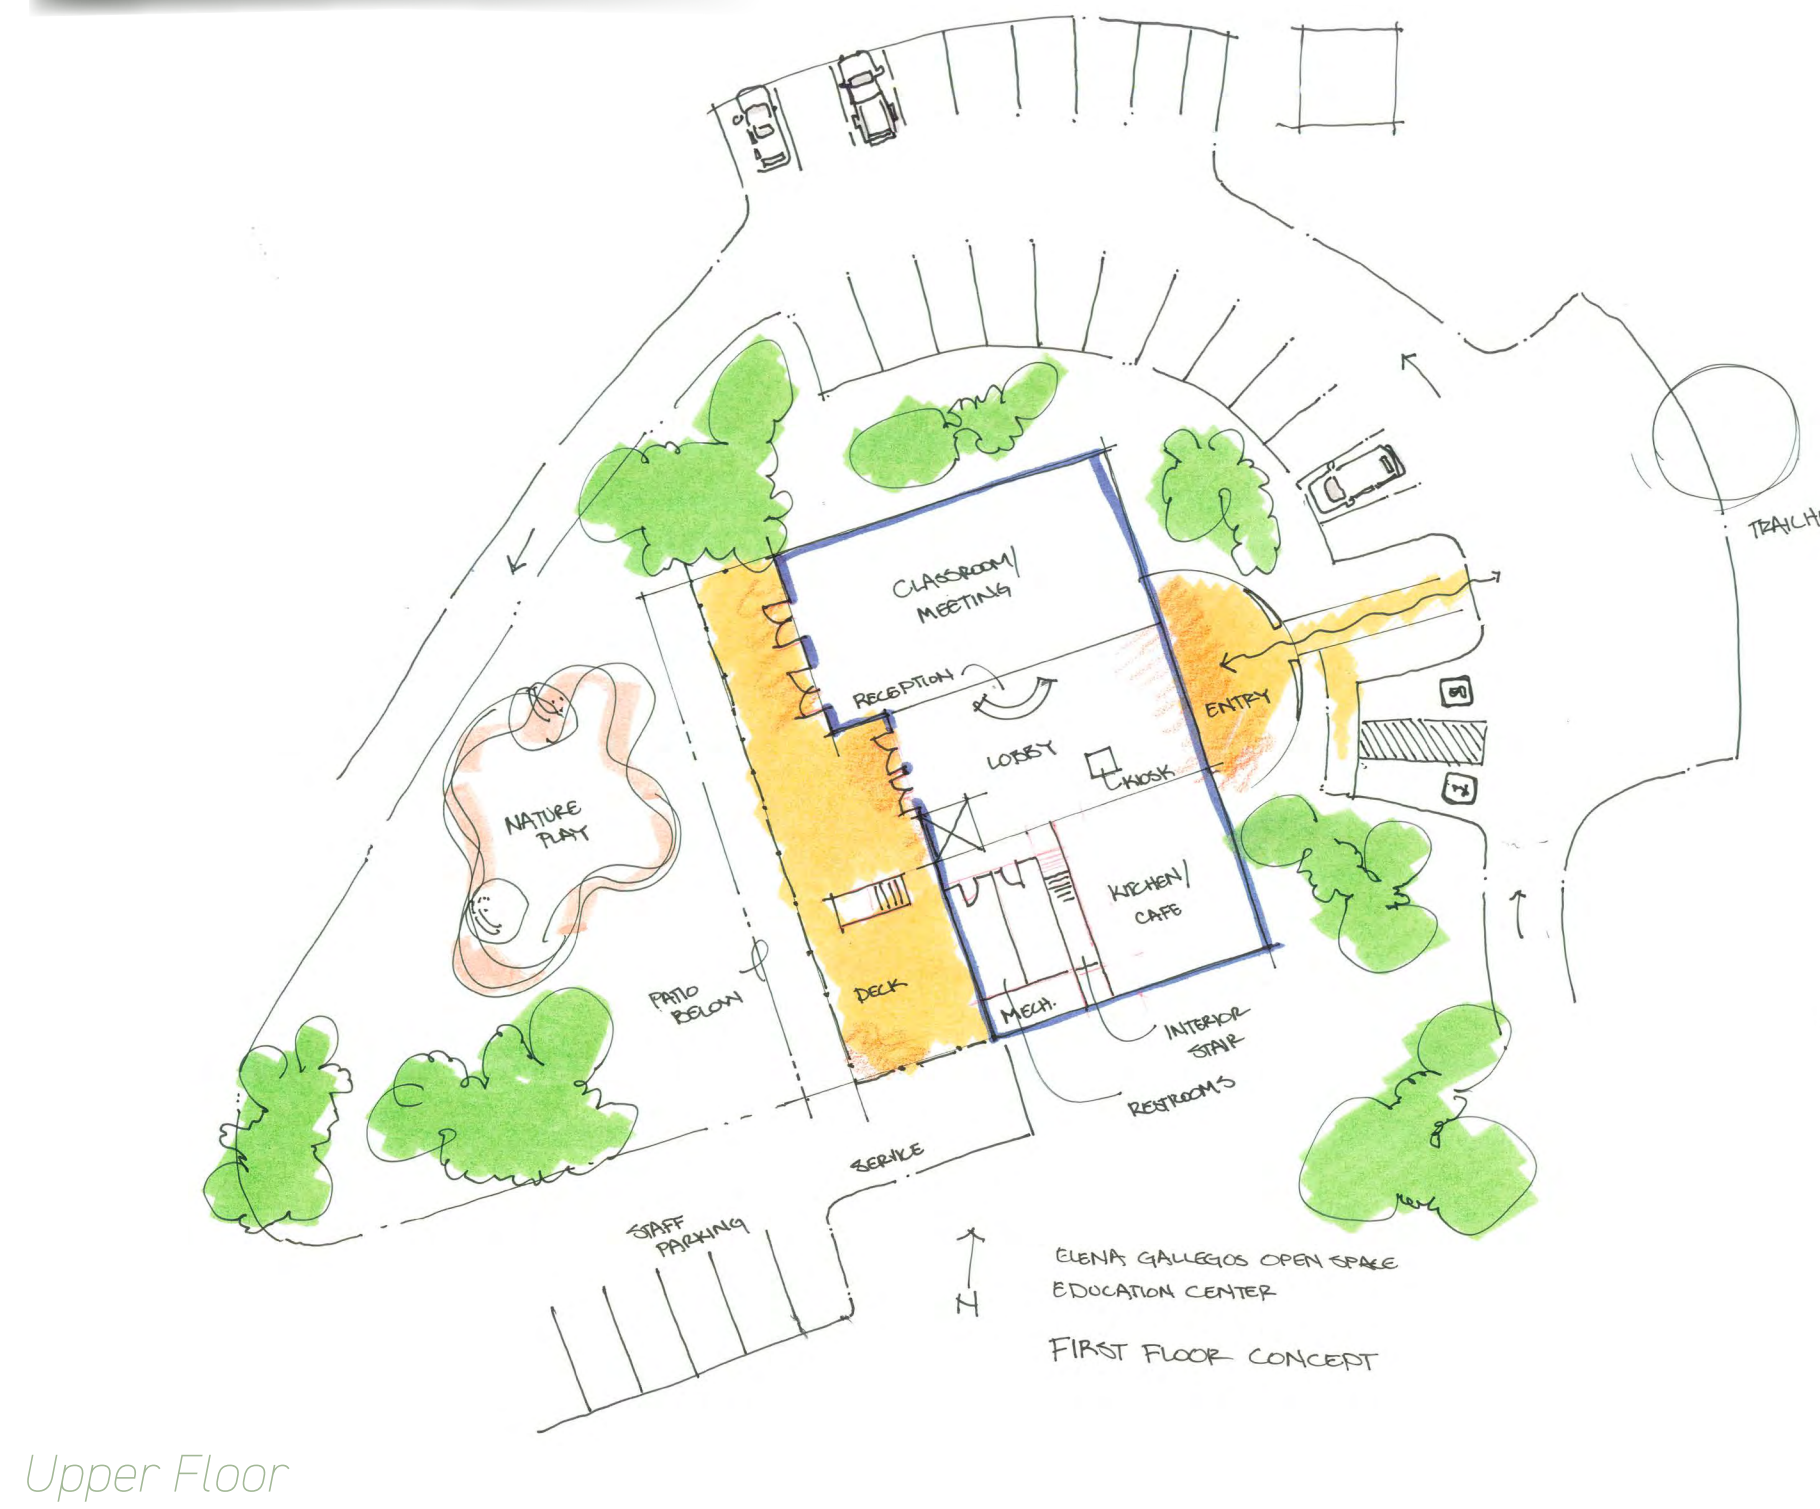 TRAILH
CLASSROOM/
MEETING
RECEPTION
ENTRY
LOBBY
KIOSK
NATURE
PLAY
KITCHEN/
CAFE
DECK
PATIO
BELOW
MECH.
INTERIOR
STAIR
RESTROOMS
SERVICE
STAFF
PARKING
N
ELENA GALLEGOS OPEN SPACE
EDUCATION CENTER
FIRST FLOOR CONCEPT
Upper Floor